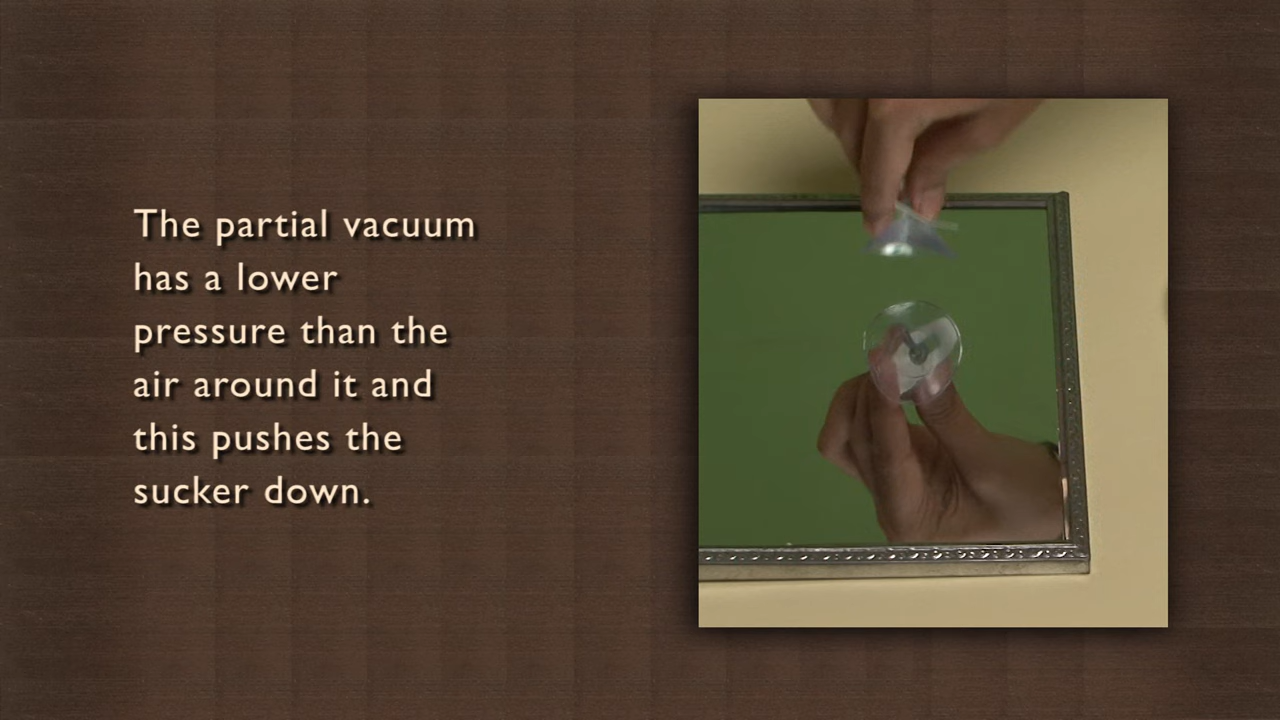 The partial vacuum
has a lower
pressure than the
air around it and
this pushes the
sucker down.